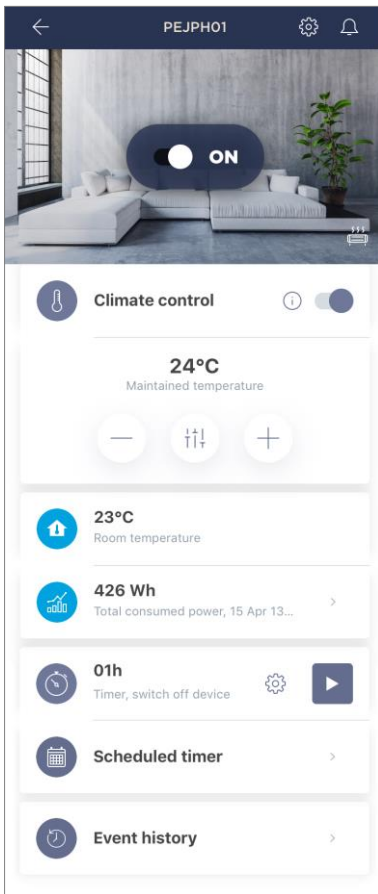 PEJPH01
ON
Climate control
24°C
Maintained temperature
23°C
Room temperature
426 Wh
Total consumed power, 15 Apr 13...
01h
Timer, switch off device
Scheduled timer
Event history